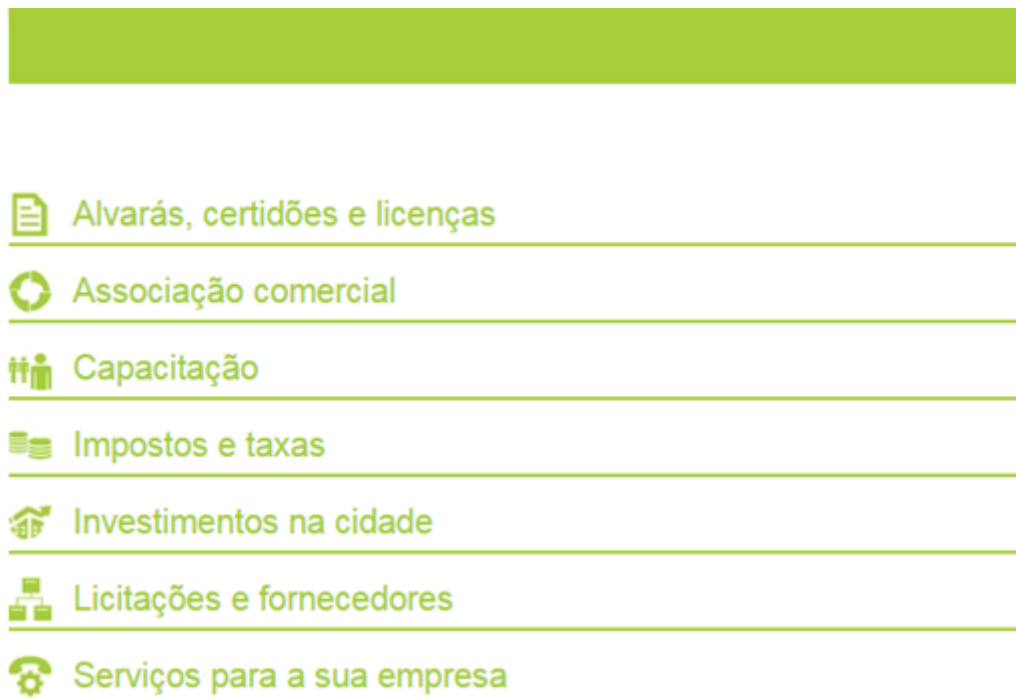 Alvarás, certidões e licenças
Associação comercial
Capacitação
Impostos e taxas
Investimentos na cidade
Licitações e fornecedores
Serviços para a sua empresa